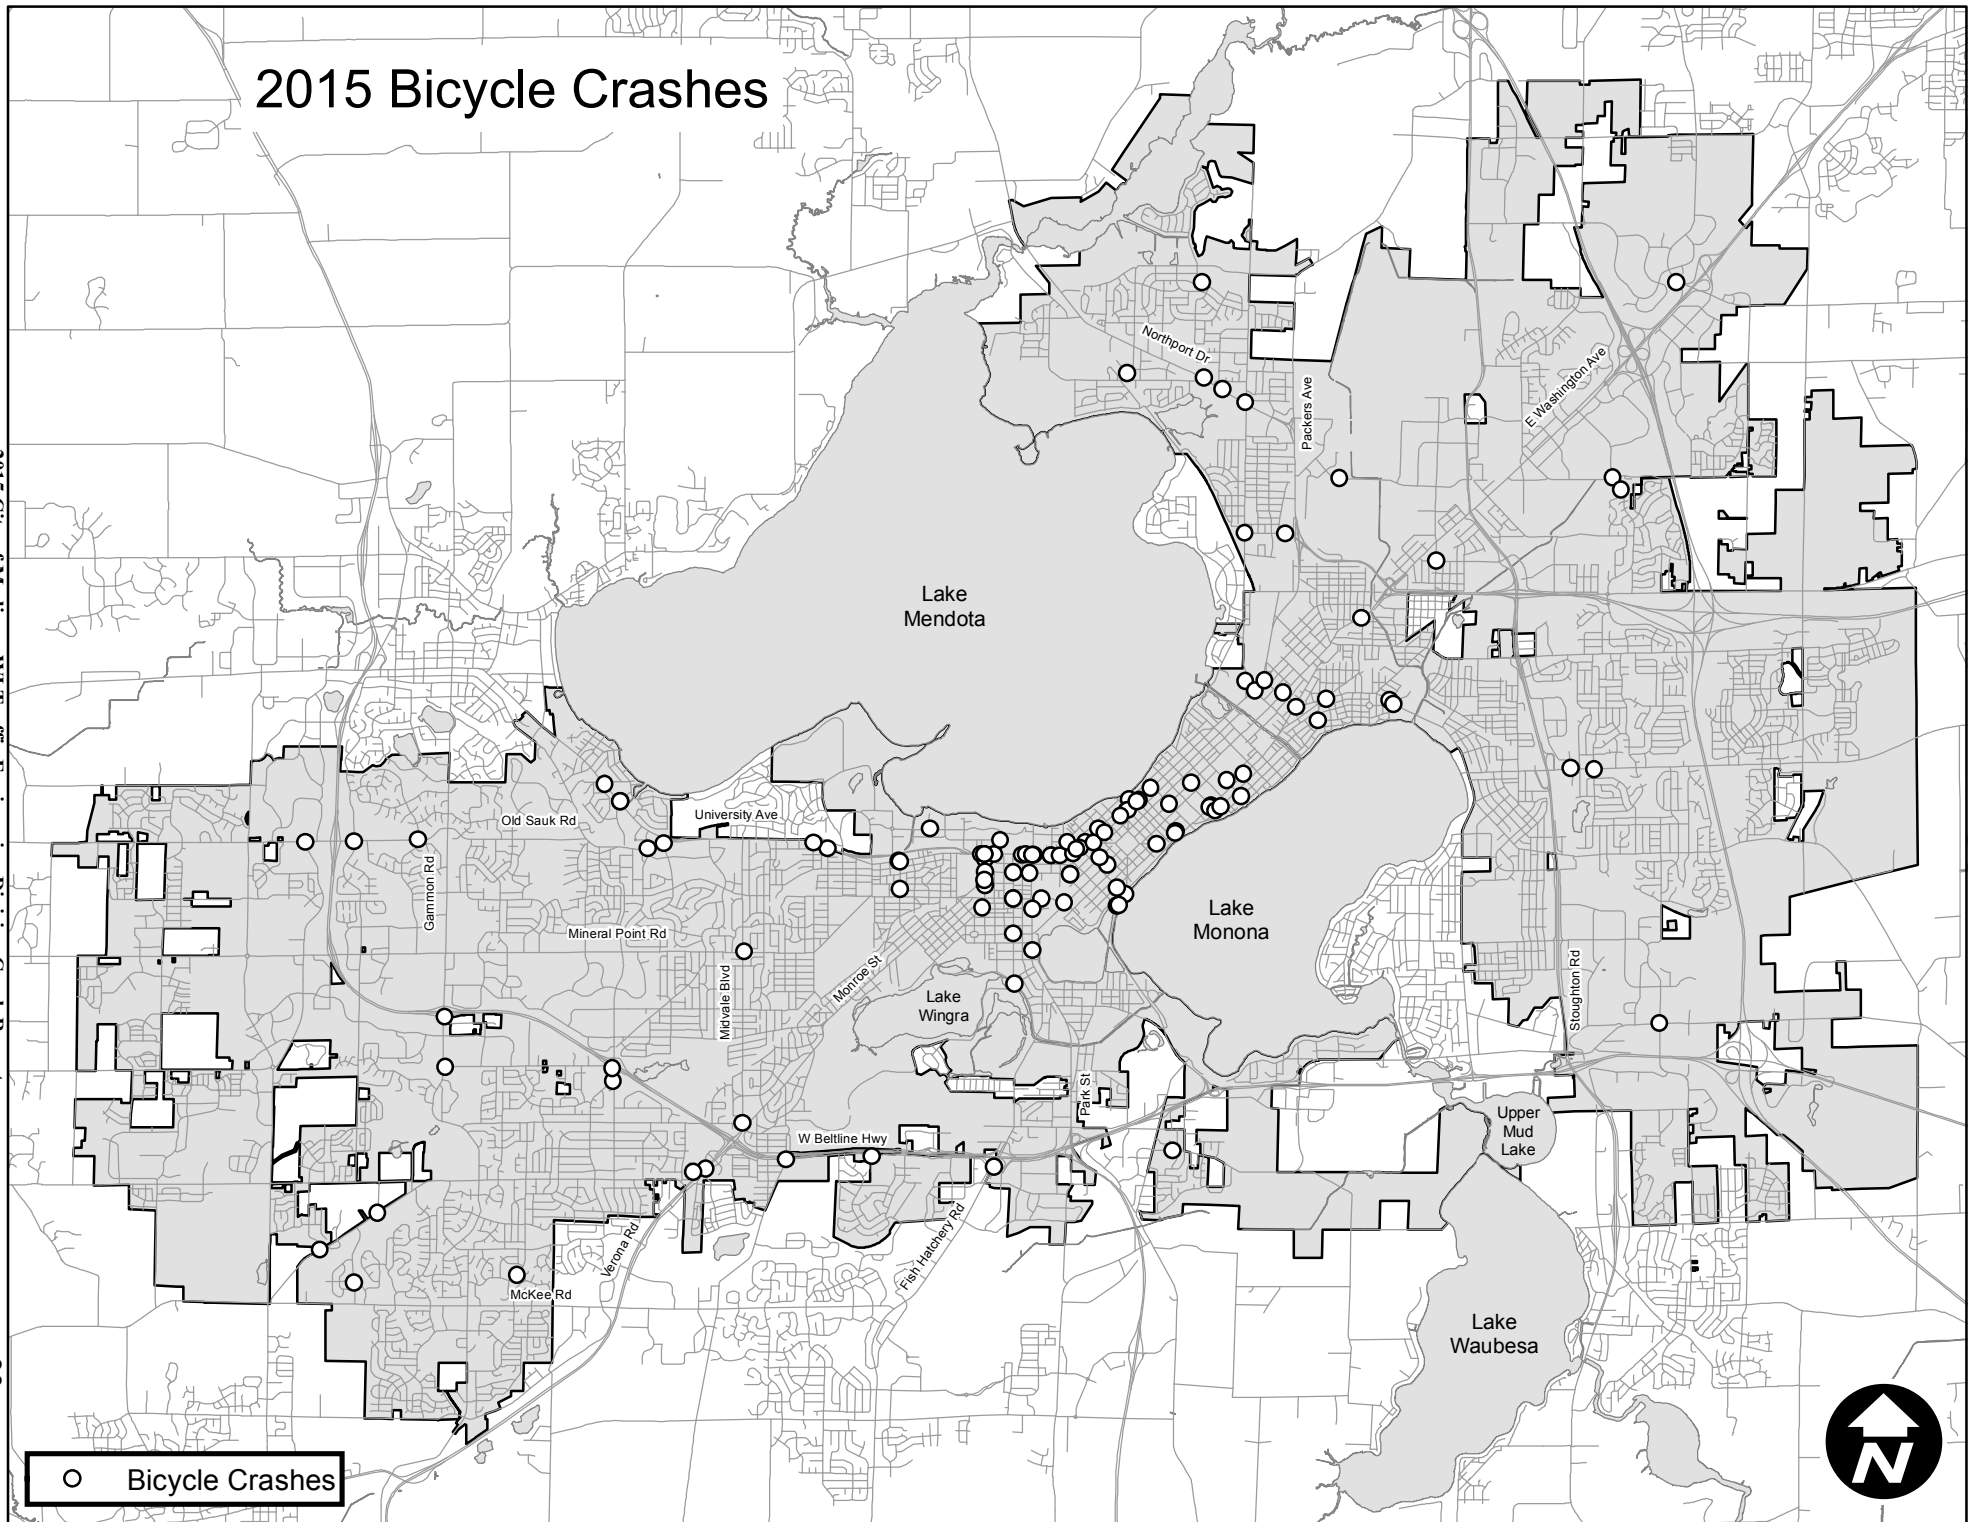 2015 Bicycle Crashes
Northport Dr
Packers Ave
E Washington Ave
Lake
Mendota
Old Sauk Rd
University Ave
Gammon Rd
Mineral Point Rd
Midvale Blvd
Monroe St
Lake
Wingra
Lake
Monona
Stoughton Rd
Park St
W Beltline Hwy
Upper
Mud
Lake
Verona Rd
Fish Hatchery Rd
McKee Rd
Lake
Waubesa
Bicycle Crashes
N